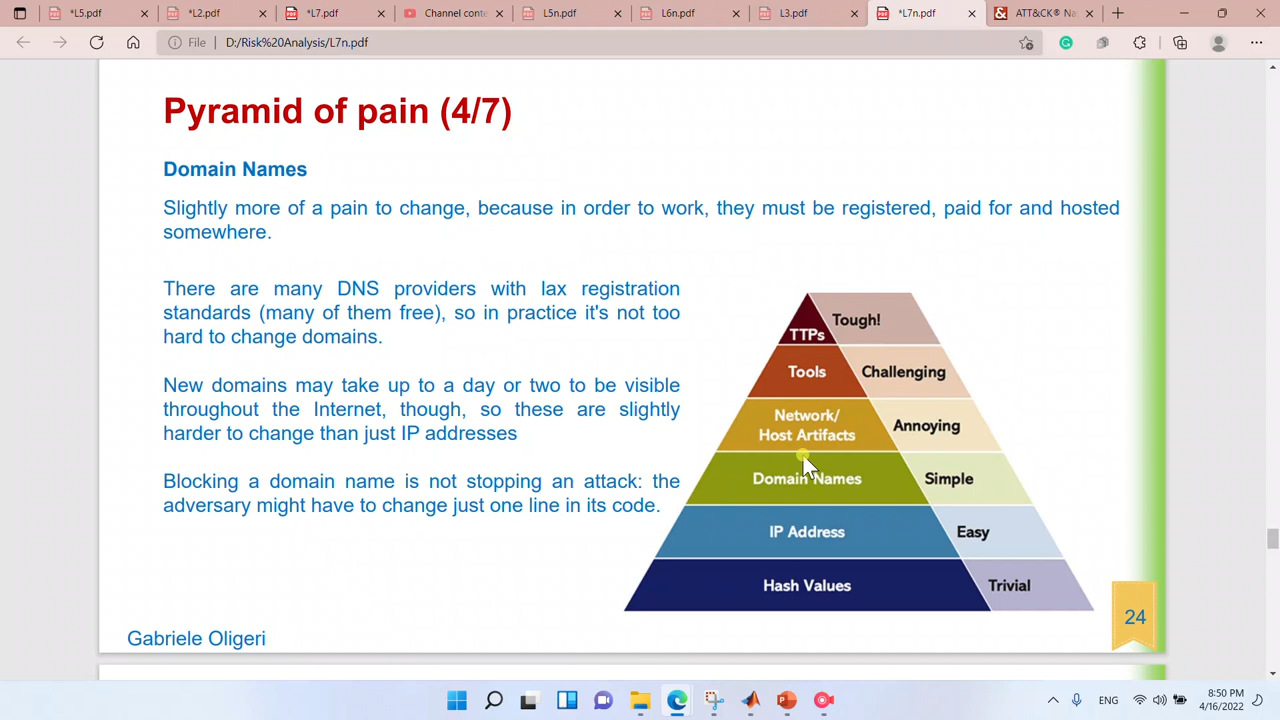 *L5.pdf
*L2.pdf
*L7.pdf
Channel conte
L5n.pdf
L6n.pdf
L3.pdf
*L7n.pdf
ATT&CK® Na
File
D:/Risk%20Analysis/L7n.pdf
Pyramid of pain (4/7)
Domain Names
Slightly more of a pain to change, because in order to work, they must be registered, paid for and hosted
somewhere.
There are many DNS providers with lax registration
standards (many of them free), so in practice it's not too
hard to change domains.
New domains may take up to a day or two to be visible
throughout the Internet, though, so these are slightly
harder to change than just IP addresses
Blocking a domain name is not stopping an attack: the
adversary might have to change just one line in its code.
TTPs
Tough!
Tools
Challenging
Network/
Host Artifacts
Annoying
Domain Names
Simple
IP Address
Easy
Hash Values
Trivial
24
Gabriele Oligeri
ENG
8:50 PM
4/16/2022